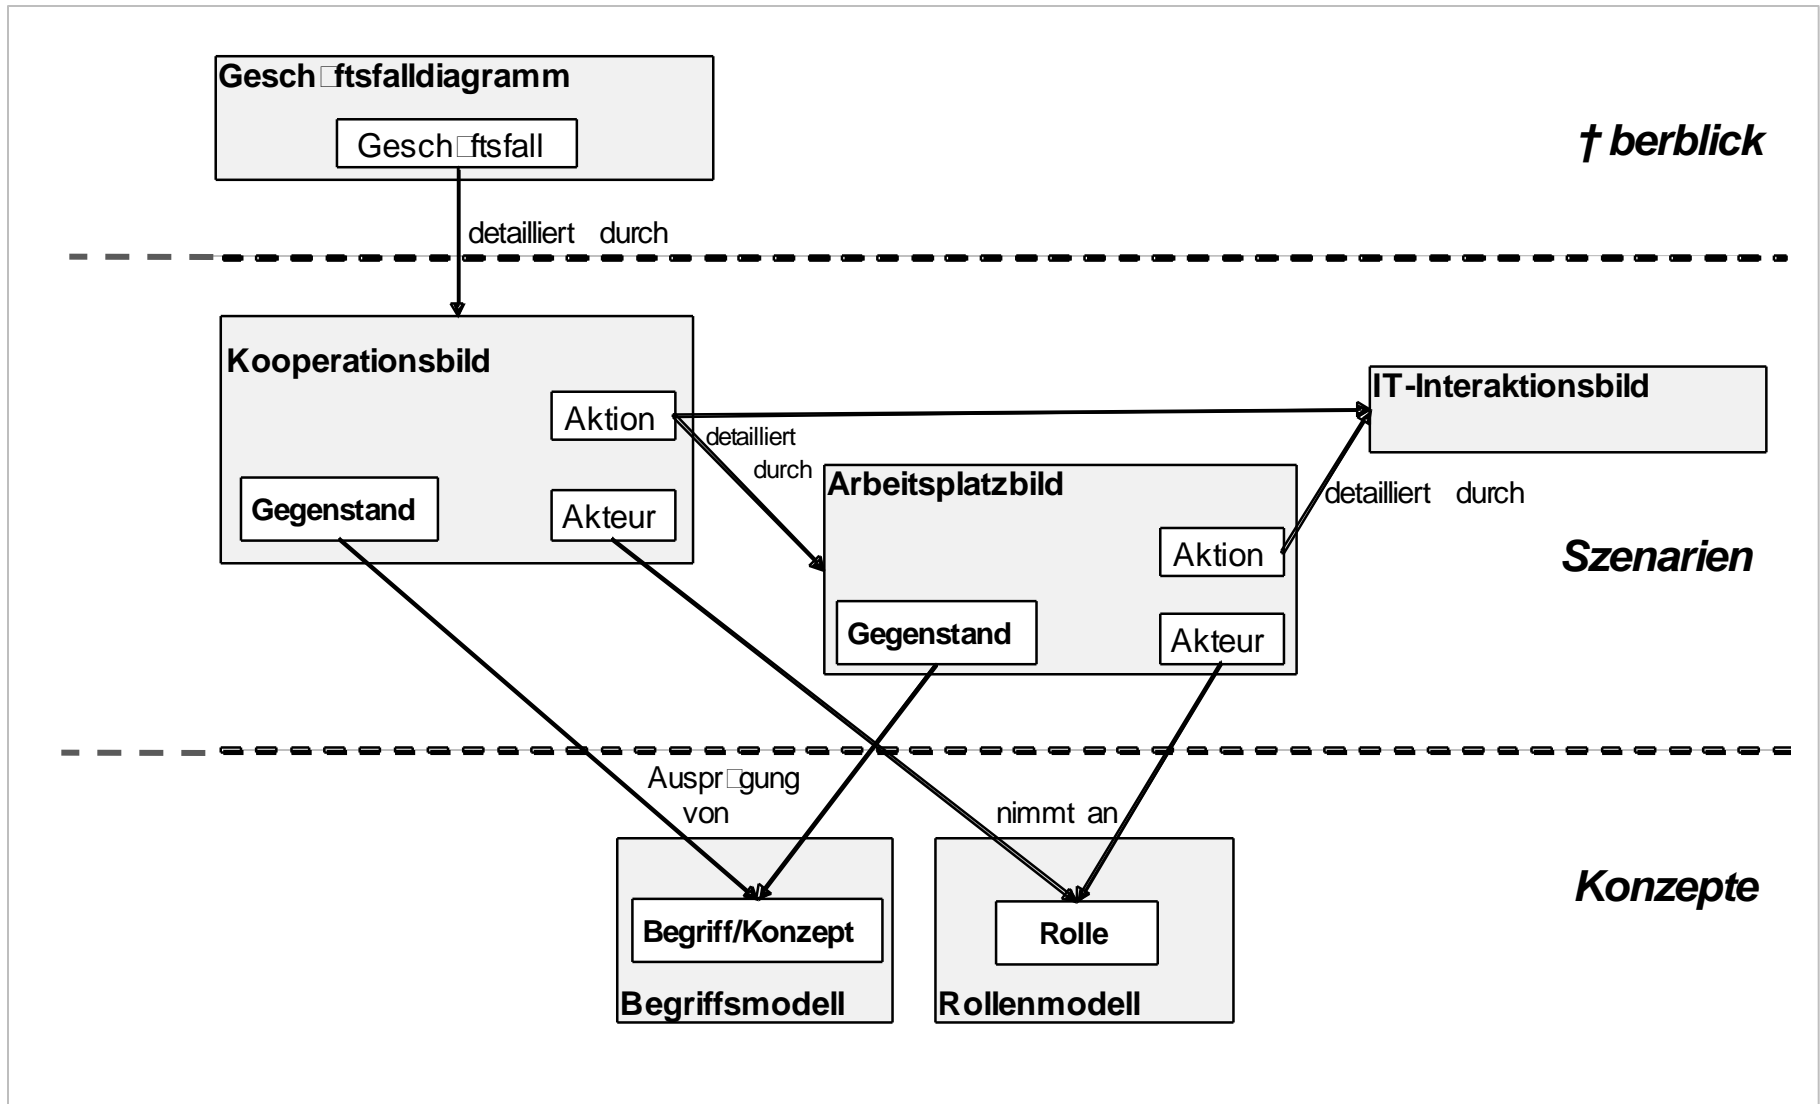 Gesch□ftsfalldiagramm
Gesch□ftsfall
† berblick
detailliert durch
Kooperationsbild
IT-Interaktionsbild
Aktion
detailliert
durch
Arbeitsplatzbild
detailliert durch
Gegenstand
Akteur
Aktion
Szenarien
Gegenstand
Akteur
Auspr□gung
von
nimmt an
Konzepte
Begriff/Konzept
Rolle
Begriffsmodell
Rollenmodell